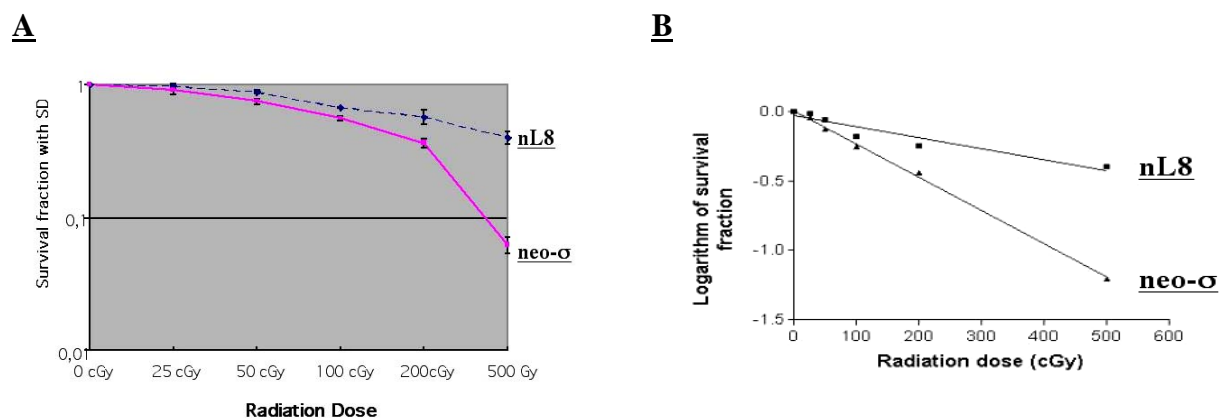 A
Survival fraction with SD
1
0,1
0,01
0 cGy 25 cGy 50 cGy 100 cGy 200cGy 500 Gy
Radiation Dose
nL8
neo-σ
B
Logarithm of survival
fraction
0.0
-0.5
-1.0
-1.5
0 100 200 300 400 500 600
Radiation dose (cGy)
nL8
neo-σ